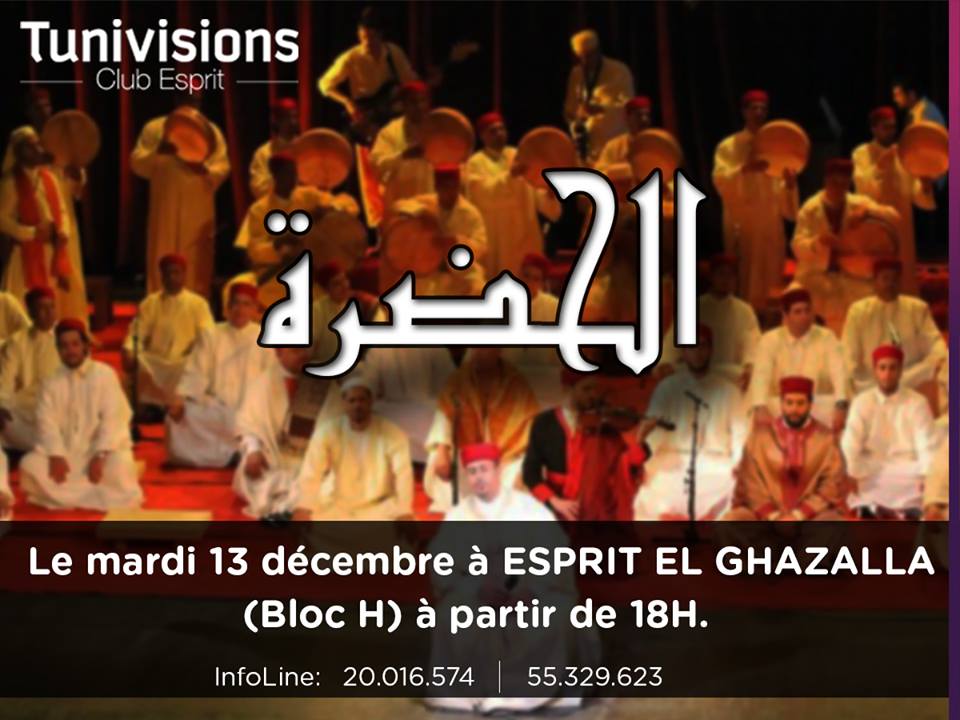 Tunivisions
Club Esprit
الحضرة
Le mardi 13 décembre à ESPRIT EL GHAZALLA
(Bloc H) à partir de 18H.
InfoLine: 20.016.574 | 55.329.623